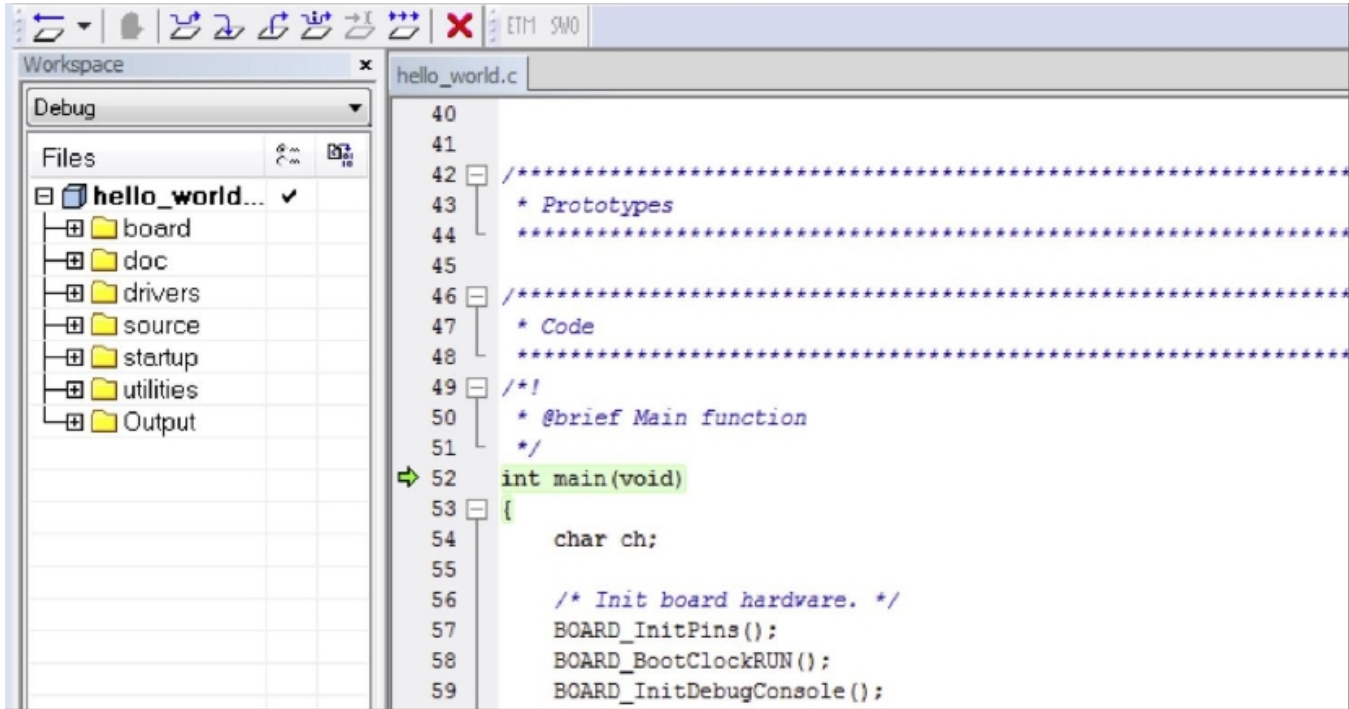 ETM SWO
Workspace
hello_world.c
Debug
Files
hello_world...
board
doc
drivers
source
startup
utilities
Output
40
41
42 /***************************************************************
43  * Prototypes
44  ***************************************************************
45
46 /***************************************************************
47  * Code
48  ***************************************************************
49 /*!
50  * @brief Main function
51  */
52 int main(void)
53 {
54     char ch;
55
56     /* Init board hardware. */
57     BOARD_InitPins();
58     BOARD_BootClockRUN();
59     BOARD_InitDebugConsole();